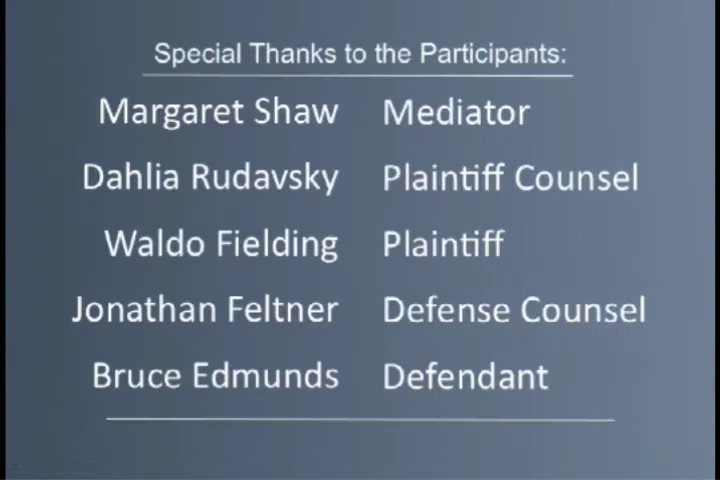 Special Thanks to the Participants:
Margaret Shaw Mediator
Dahlia Rudavsky Plaintiff Counsel
Waldo Fielding Plaintiff
Jonathan Feltner Defense Counsel
Bruce Edmunds Defendant